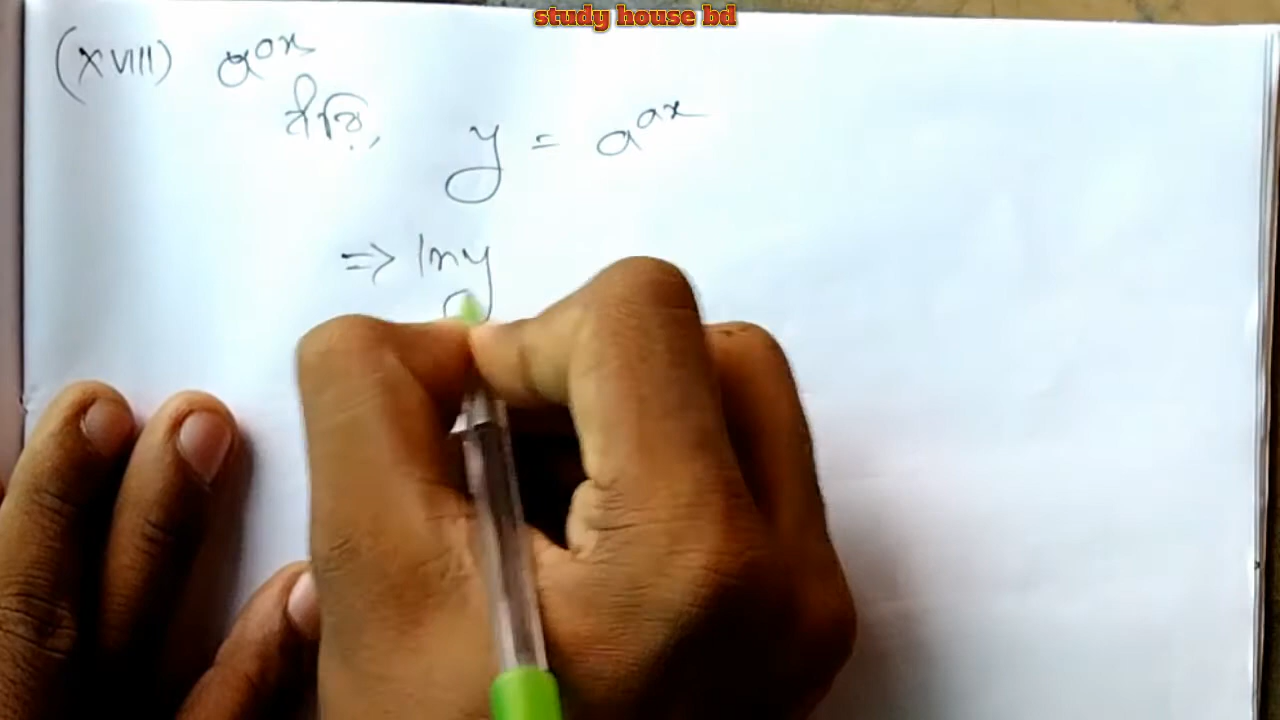 study house bd
(XVIII) a^{ax}
ধরি, y = a^{ax}
⇒ lny